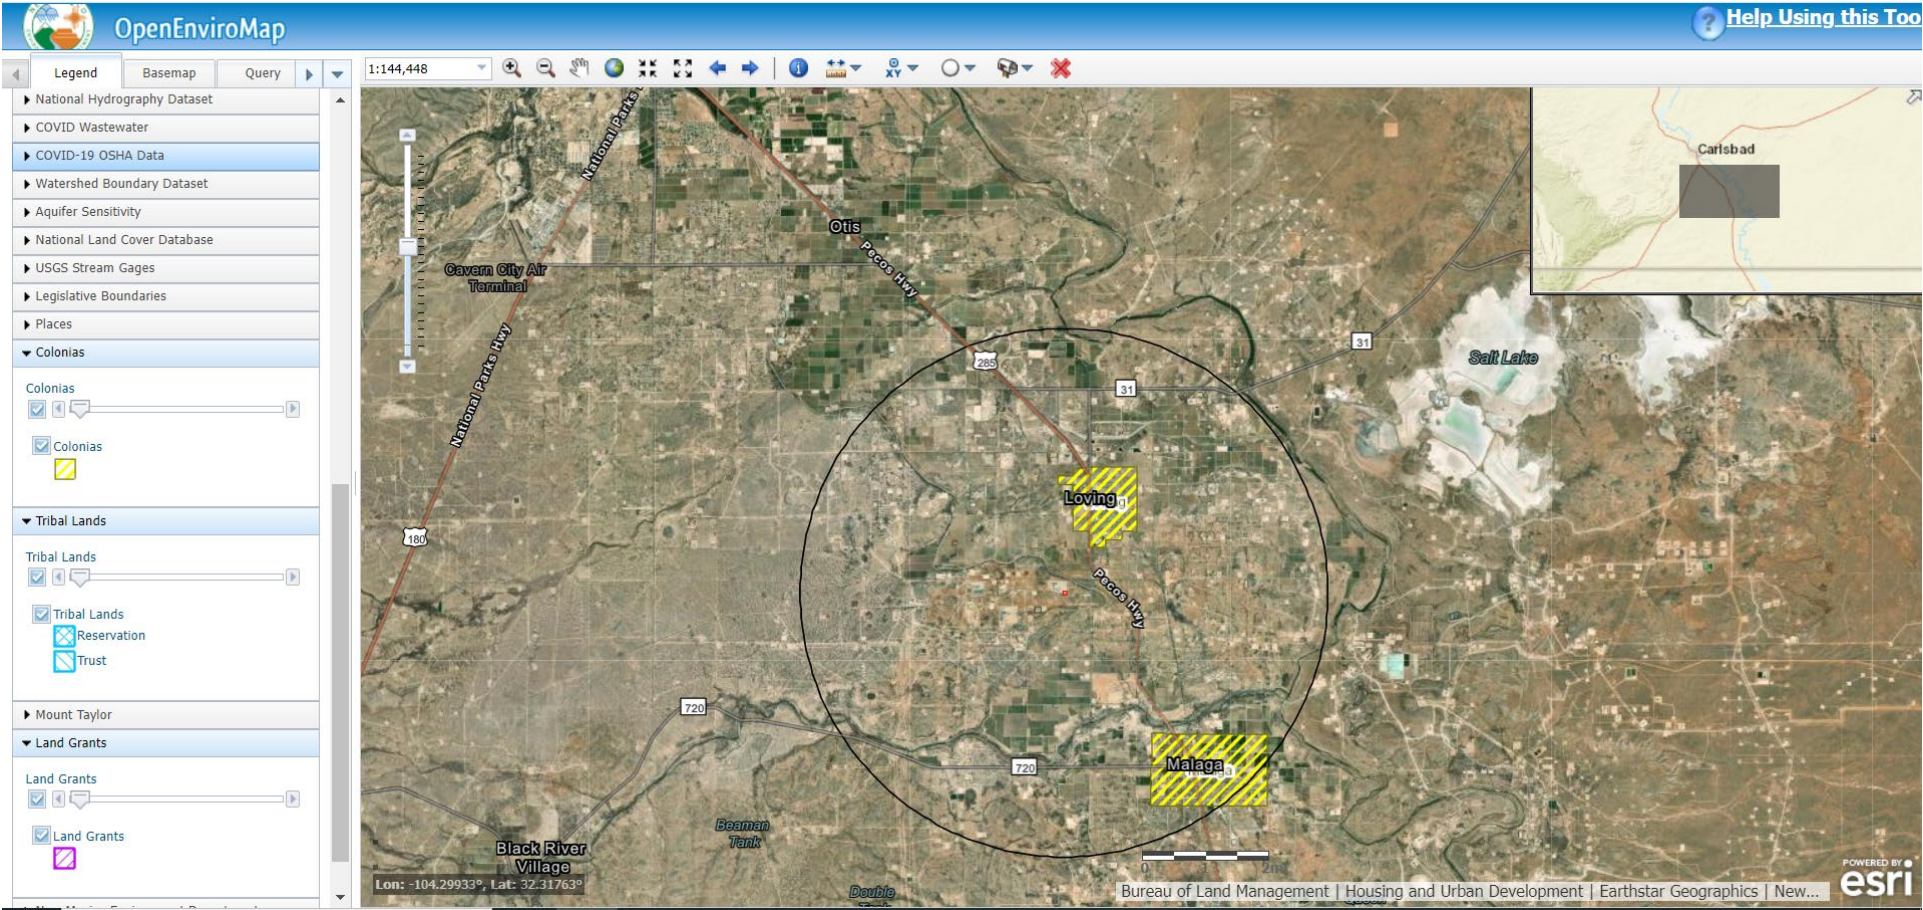 OpenEnviroMap
Help Using this Too
Legend
Basemap
Query
1:144,448
National Hydrography Dataset
COVID Wastewater
COVID-19 OSHA Data
Watershed Boundary Dataset
Aquifer Sensitivity
National Land Cover Database
USGS Stream Gages
Legislative Boundaries
Places
Colonias
Colonias
Colonias
Tribal Lands
Tribal Lands
Tribal Lands
Reservation
Trust
Mount Taylor
Land Grants
Land Grants
Land Grants
National Parks
Carlsbad
Otis
Pecos Hwy
Cavern City Air
Terminal
National Parks Hwy
285
31
31
Salt Lake
180
Loving
Pecos Hwy
720
720
Malaga
Beaman
Tank
Black River
Village
Double
Lon: -104.29933°, Lat: 32.31763°
0 1 2mi
Bureau of Land Management | Housing and Urban Development | Earthstar Geographics | New...
POWERED BY
esri